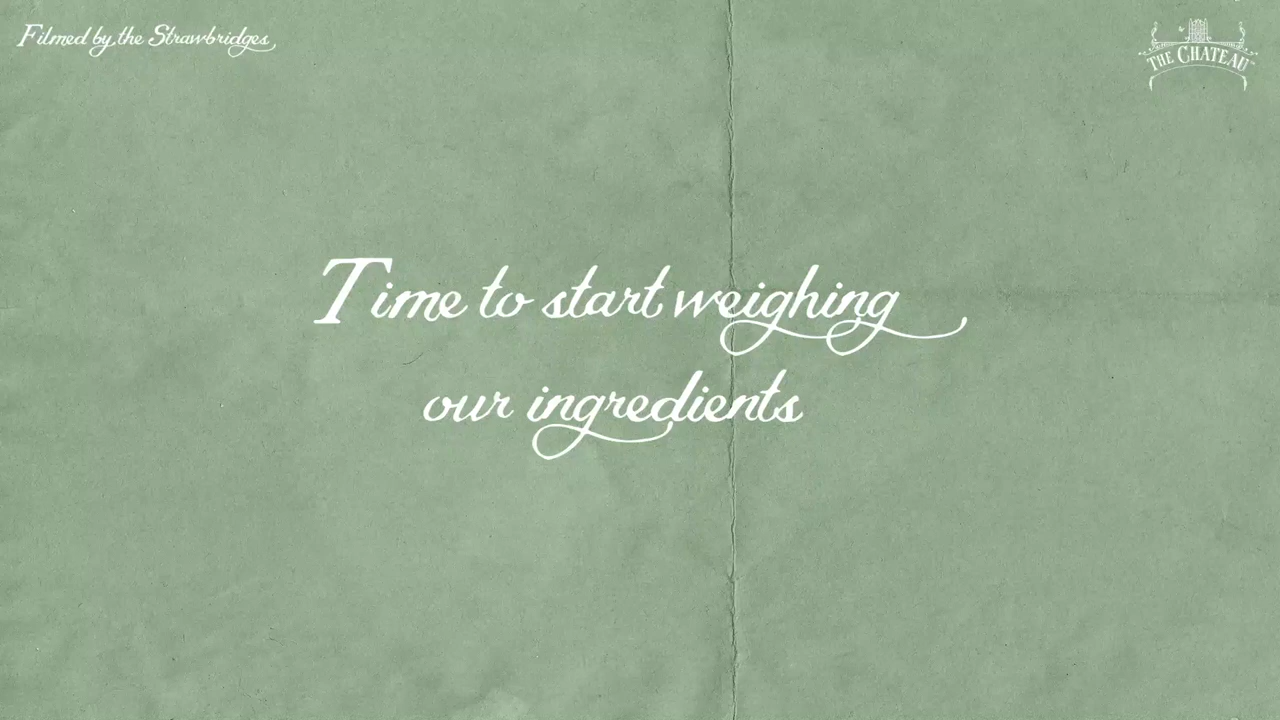 Filmed by the Strawbridges
THE CHATEAU
Time to start weighing
our ingredients